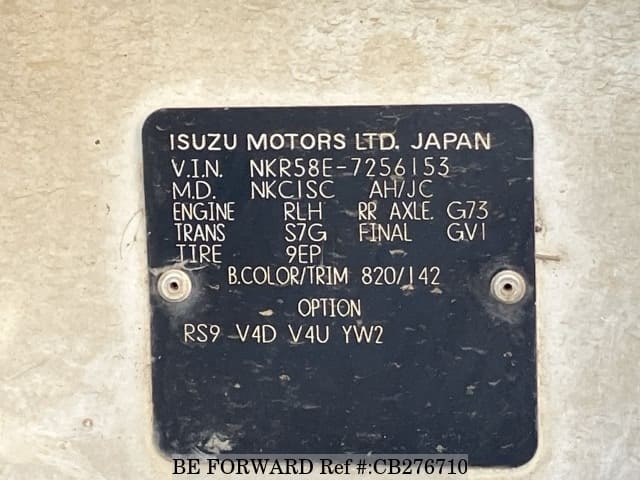 ISUZU MOTORS LTD. JAPAN
V.I.N. NKR58E-7256153
M.D. NKC1SC AH/JC
ENGINE RLH RR AXLE. G73
TRANS S7G FINAL GV1
TIRE 9EP
B.COLOR/TRIM 820/142
OPTION
RS9 V4D V4U YW2
BE FORWARD Ref #:CB276710